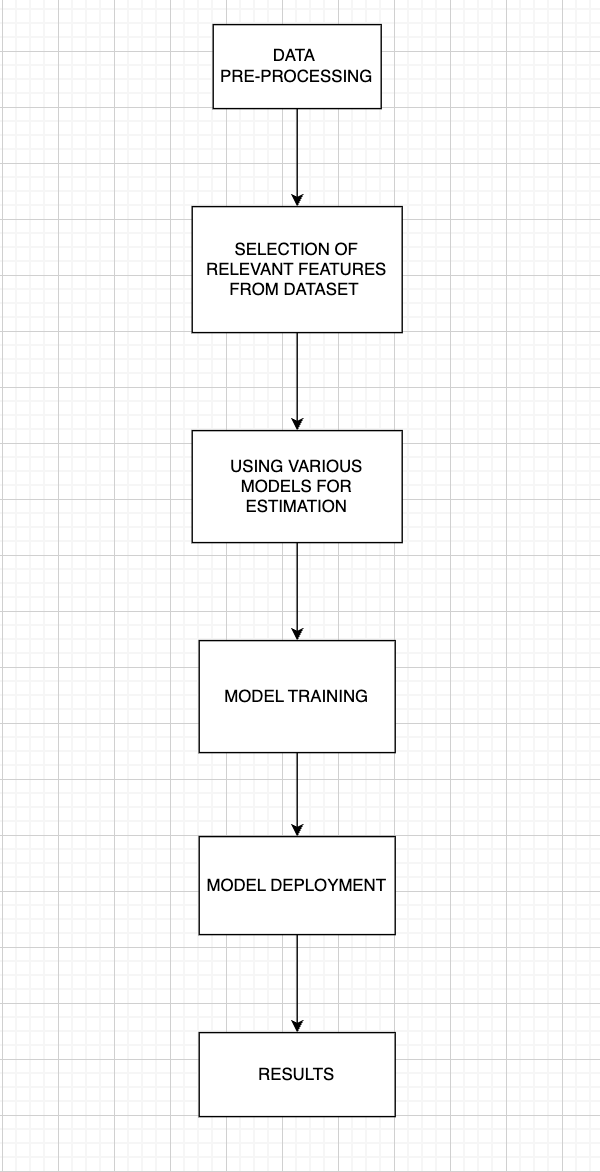 DATA
PRE-PROCESSING
SELECTION OF
RELEVANT FEATURES
FROM DATASET
USING VARIOUS
MODELS FOR
ESTIMATION
MODEL TRAINING
MODEL DEPLOYMENT
RESULTS